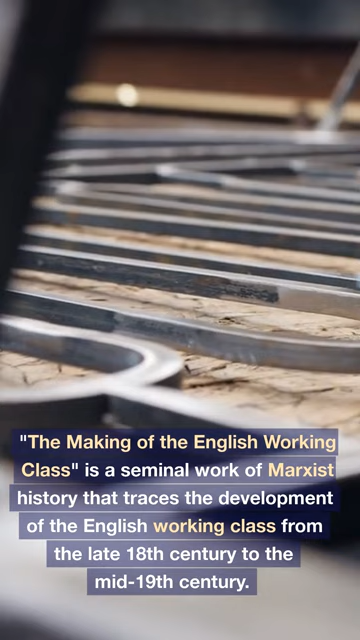 "The Making of the English Working
Class" is a seminal work of Marxist
history that traces the development
of the English working class from
the late 18th century to the
mid-19th century.